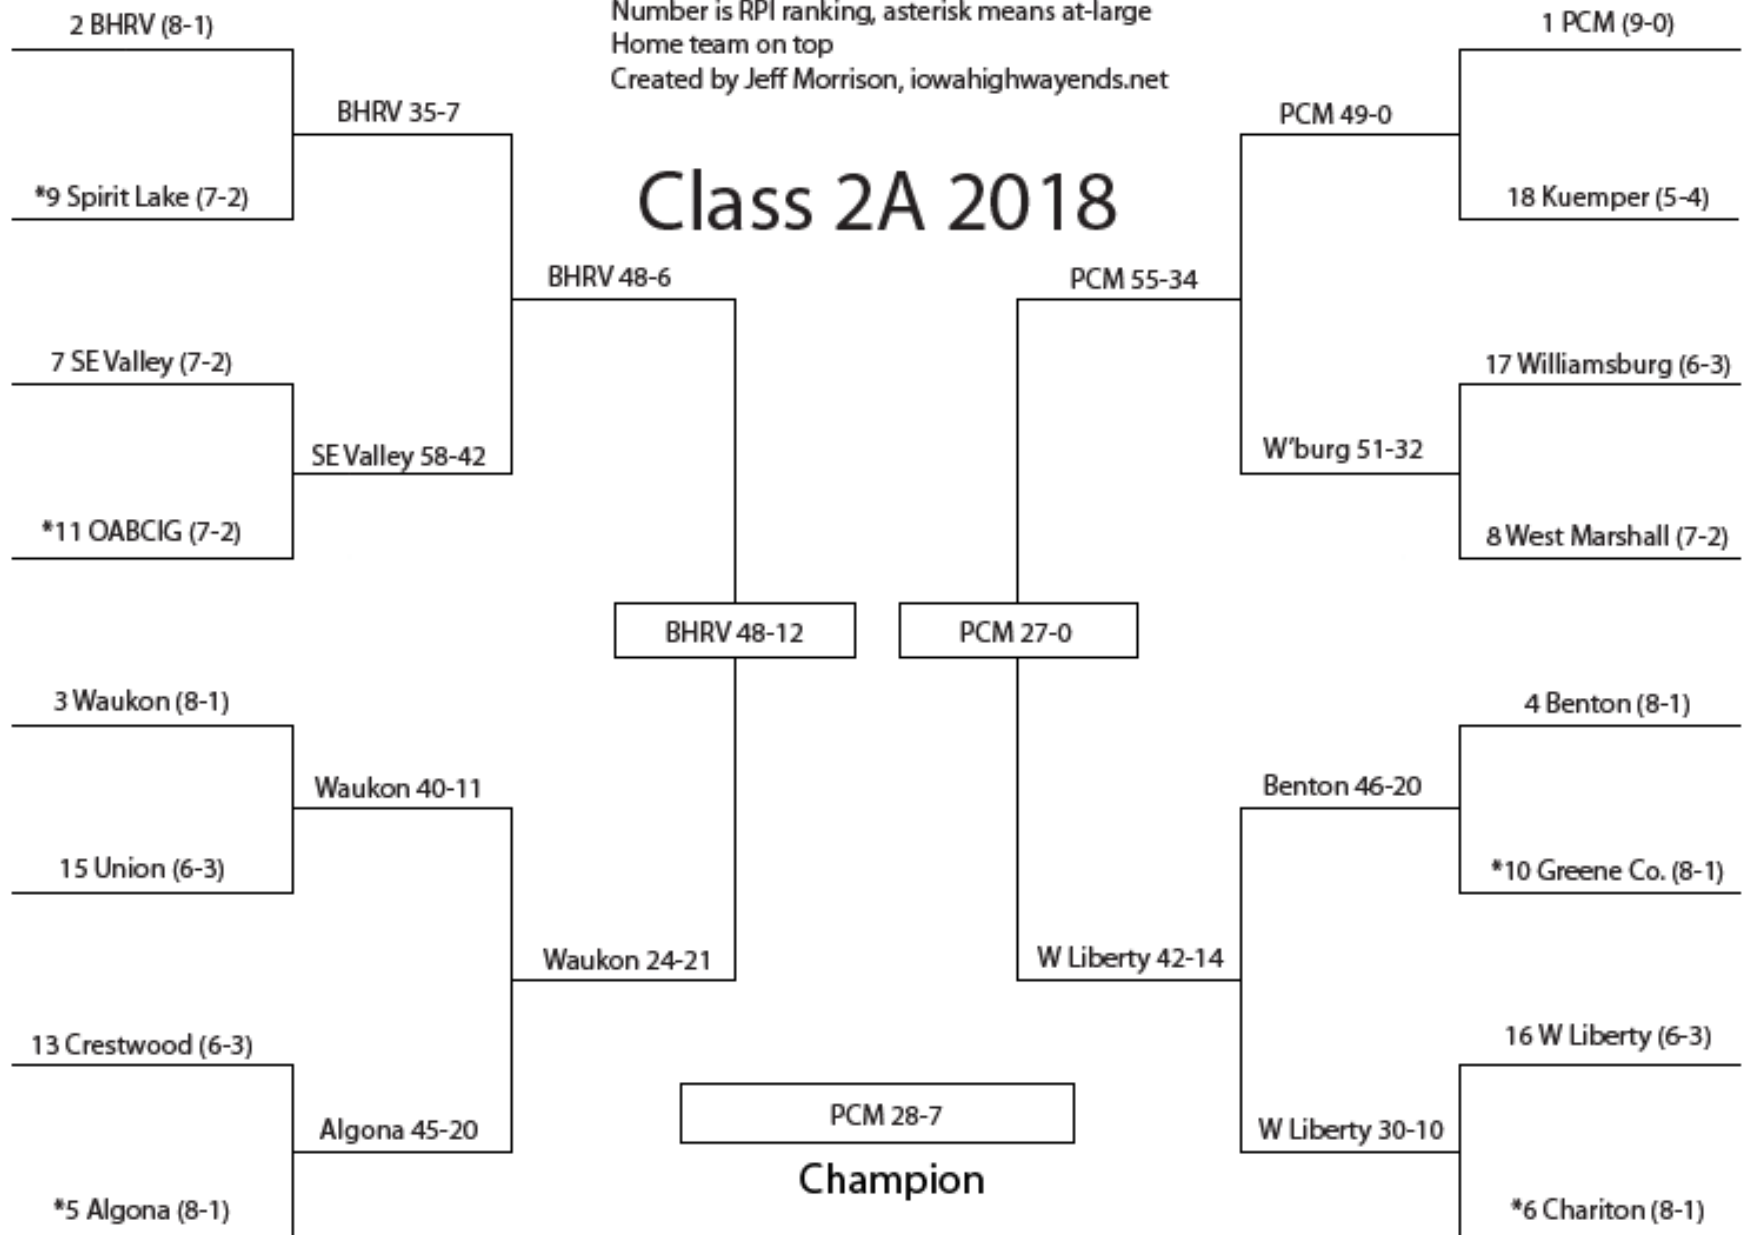 Number is RPI ranking, asterisk means at-large
Home team on top
Created by Jeff Morrison, iowahighwayends.net
Class 2A 2018
2 BHRV (8-1)
BHRV 35-7
*9 Spirit Lake (7-2)
BHRV 48-6
7 SE Valley (7-2)
SE Valley 58-42
*11 OABCIG (7-2)
BHRV 48-12
3 Waukon (8-1)
Waukon 40-11
15 Union (6-3)
Waukon 24-21
13 Crestwood (6-3)
Algona 45-20
*5 Algona (8-1)
1 PCM (9-0)
PCM 49-0
18 Kuemper (5-4)
PCM 55-34
17 Williamsburg (6-3)
W'burg 51-32
8 West Marshall (7-2)
PCM 27-0
4 Benton (8-1)
Benton 46-20
*10 Greene Co. (8-1)
W Liberty 42-14
16 W Liberty (6-3)
W Liberty 30-10
*6 Chariton (8-1)
PCM 28-7
Champion